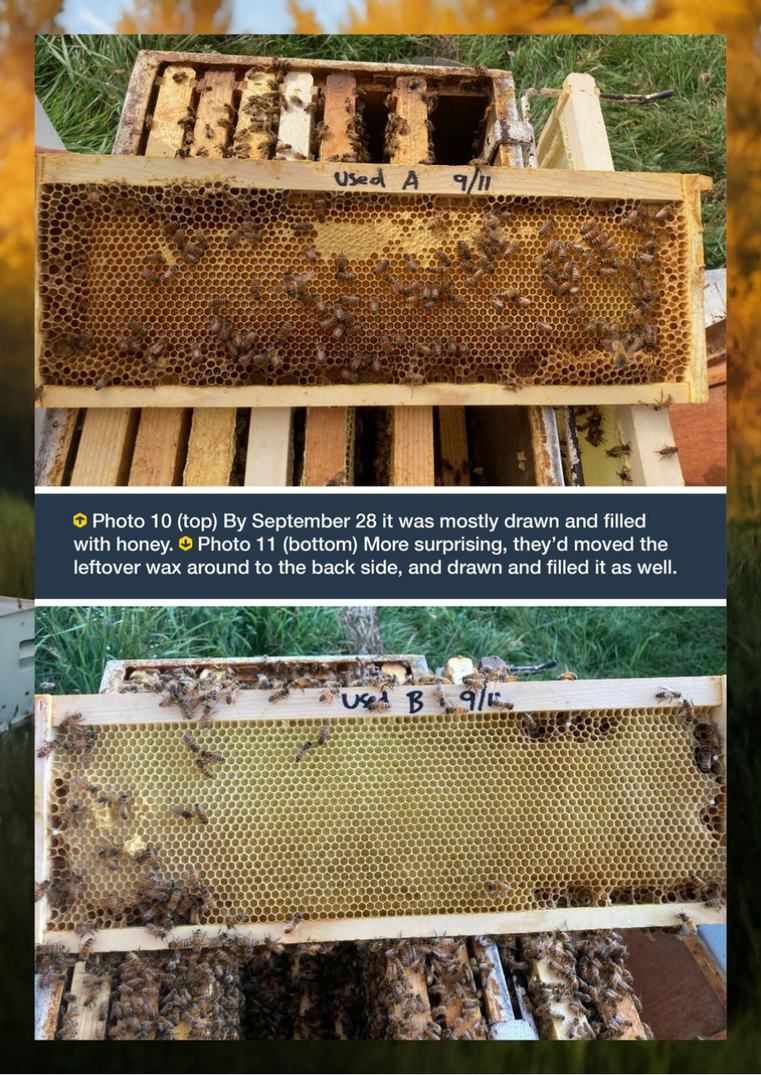 Used A 9/11
Photo 10 (top) By September 28 it was mostly drawn and filled
with honey. Photo 11 (bottom) More surprising, they'd moved the
leftover wax around to the back side, and drawn and filled it as well.
Used B 9/11